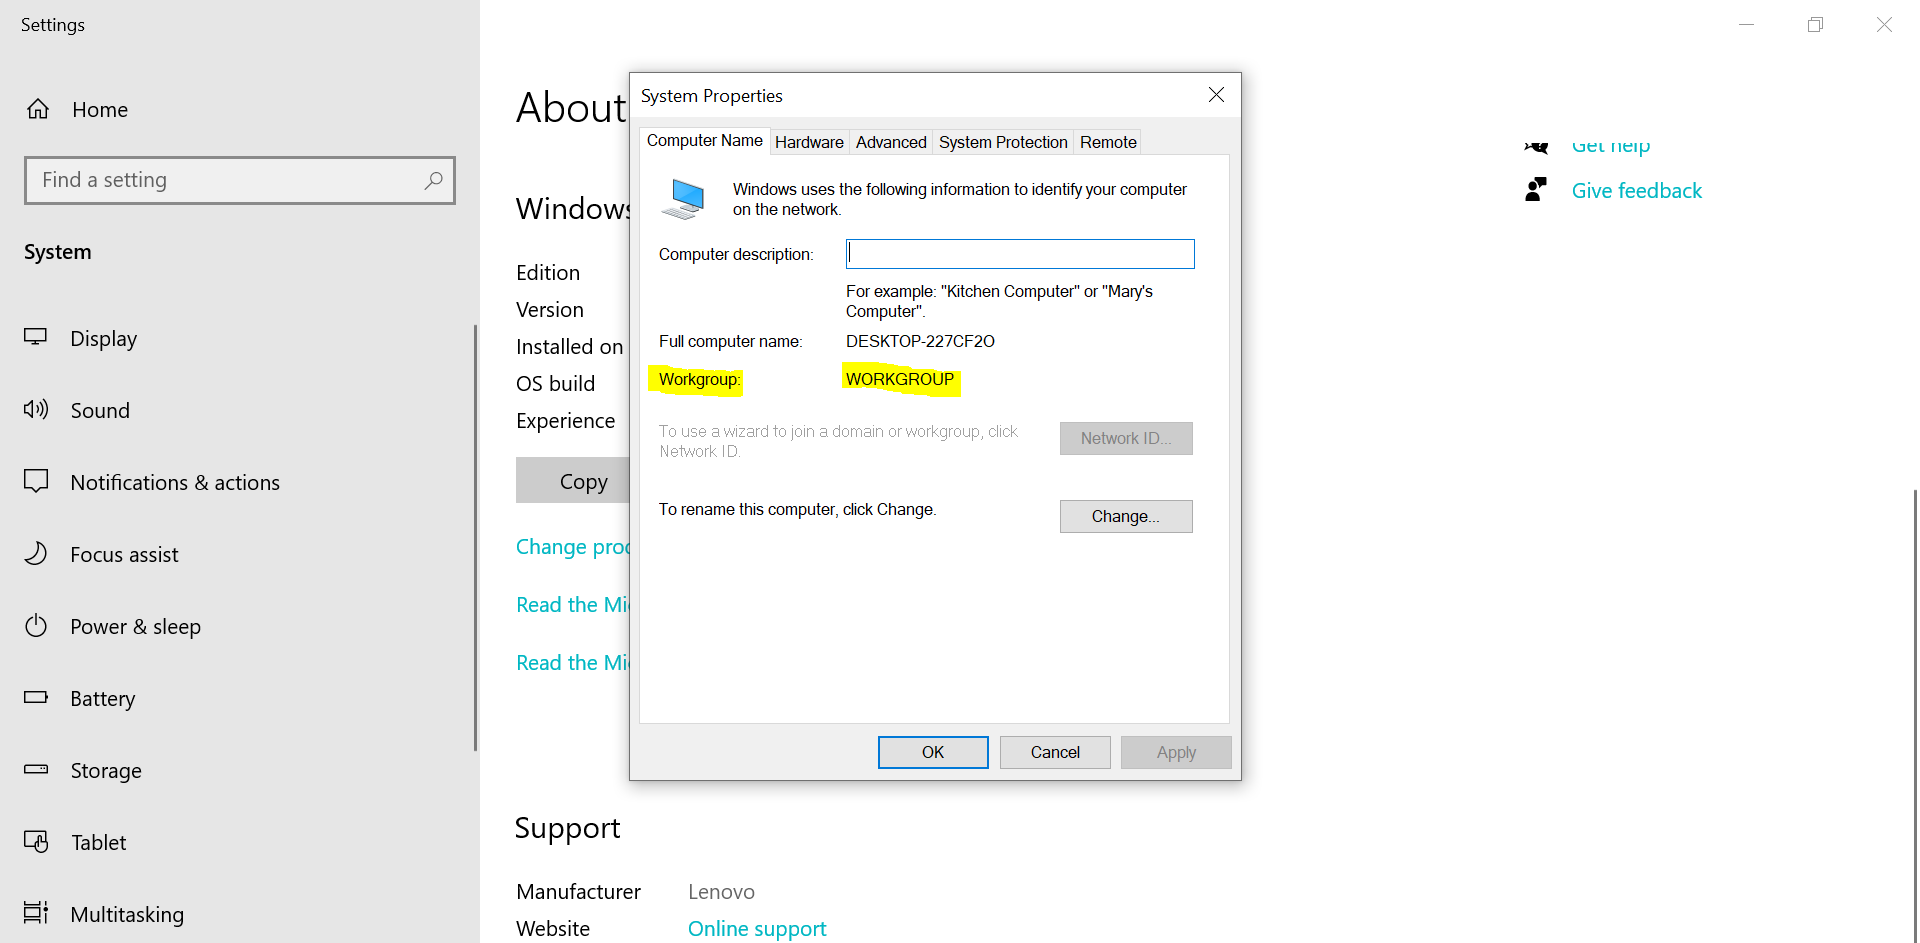 Settings
Home
Find a setting
System
Display
Sound
Notifications & actions
Focus assist
Power & sleep
Battery
Storage
Tablet
Multitasking
About
Windows
Edition
Version
Installed on
OS build
Experience
Copy
Change proc
Read the Mi
Read the Mi
System Properties
Computer Name
Hardware
Advanced
System Protection
Remote
Windows uses the following information to identify your computer
on the network.
Computer description:
For example: "Kitchen Computer" or "Mary's
Computer".
Full computer name: DESKTOP-227CF2O
Workgroup: WORKGROUP
To use a wizard to join a domain or workgroup, click
Network ID.
Network ID...
To rename this computer, click Change.
Change...
OK
Cancel
Apply
Support
Manufacturer Lenovo
Website Online support
Get help
Give feedback